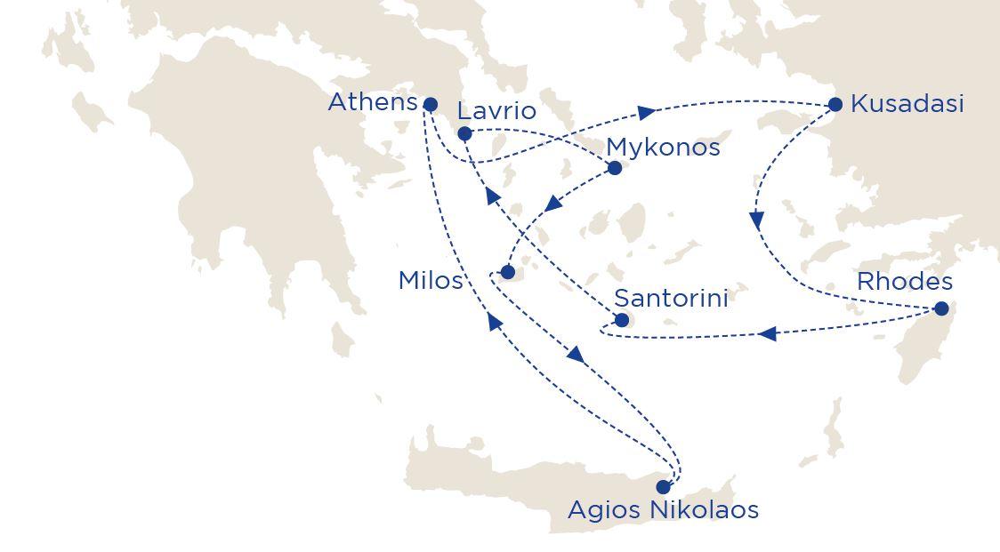 Athens
Lavrio
Kusadasi
Mykonos
Milos
Rhodes
Santorini
Agios Nikolaos